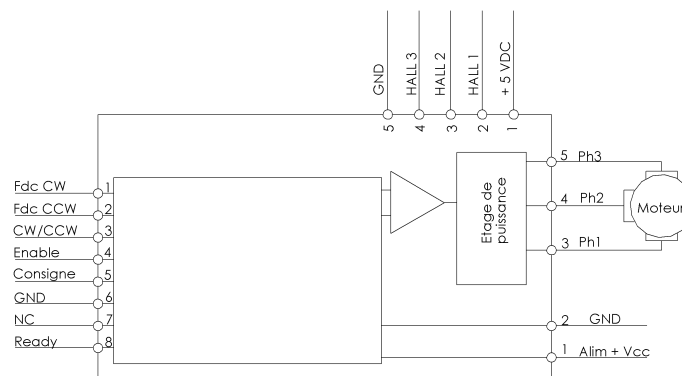 GND
HALL 3
HALL 2
HALL 1
+ 5 VDC
5
4
3
2
1
Fdc CW 1
Fdc CCW 2
CW/CCW 3
Enable 4
Consigne 5
GND 6
NC 7
Ready 8
Etage de
puissance
5 Ph3
4 Ph2
3 Ph1
Moteur
2 GND
1 Alim + Vcc